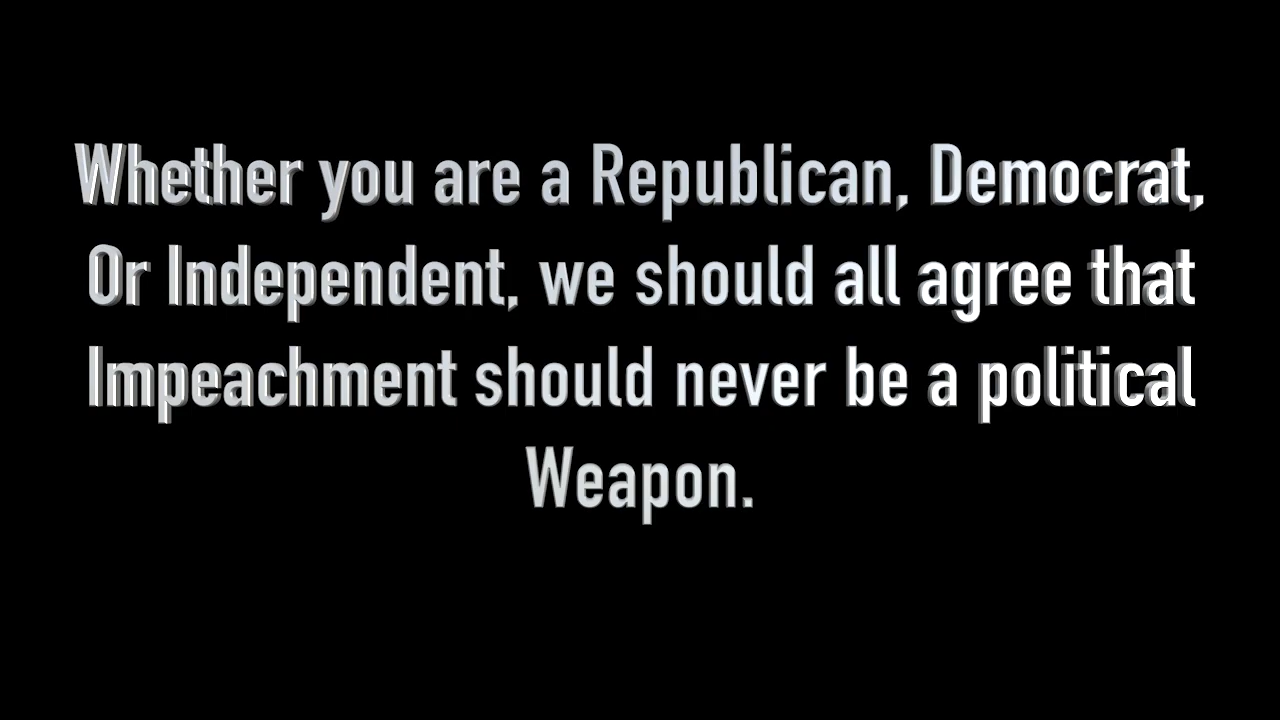 Whether you are a Republican, Democrat,
Or Independent, we should all agree that
Impeachment should never be a political
Weapon.